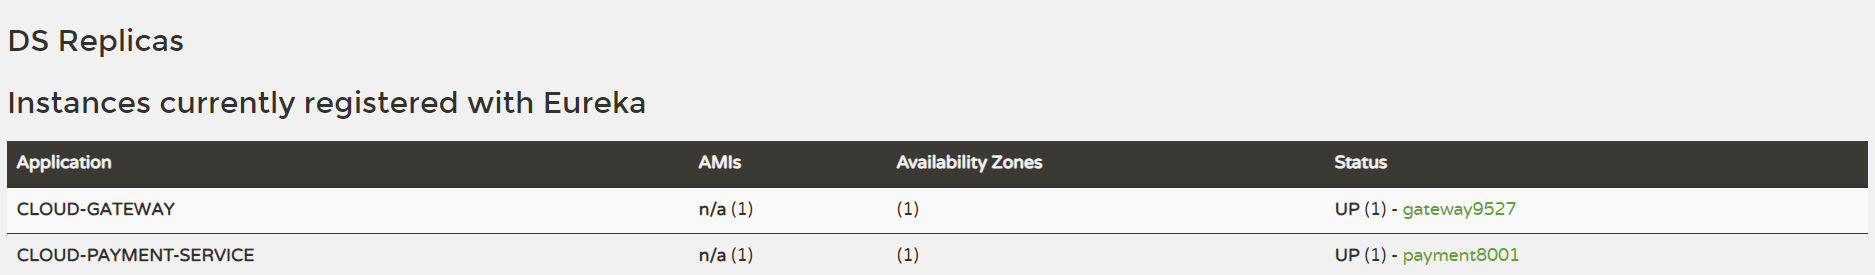 DS Replicas
Instances currently registered with Eureka
Application AMIs Availability Zones Status
CLOUD-GATEWAY n/a (1) (1) UP (1) - gateway9527
CLOUD-PAYMENT-SERVICE n/a (1) (1) UP (1) - payment8001